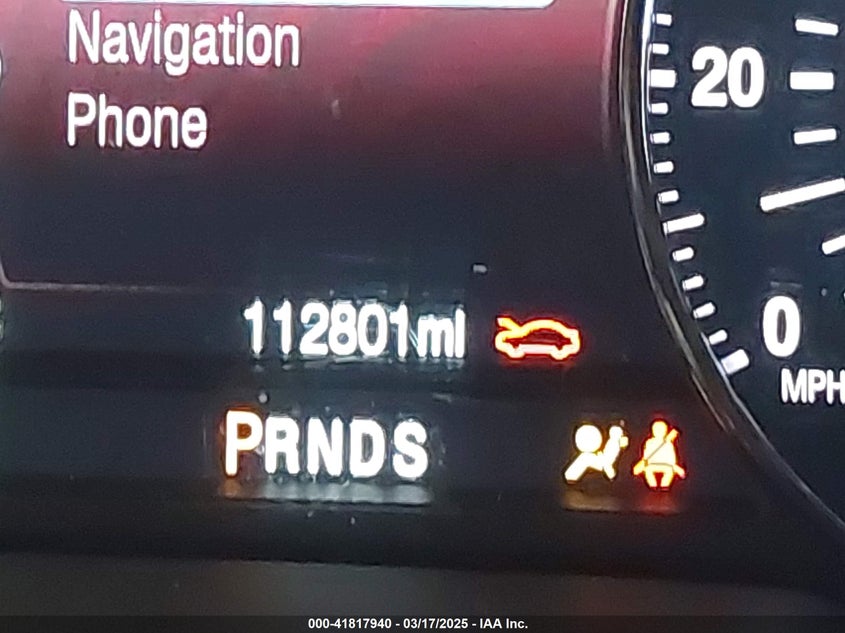 Navigation
Phone
20
0
MPH
112801mi
PRNDS
000-41817940 - 03/17/2025 - IAA Inc.